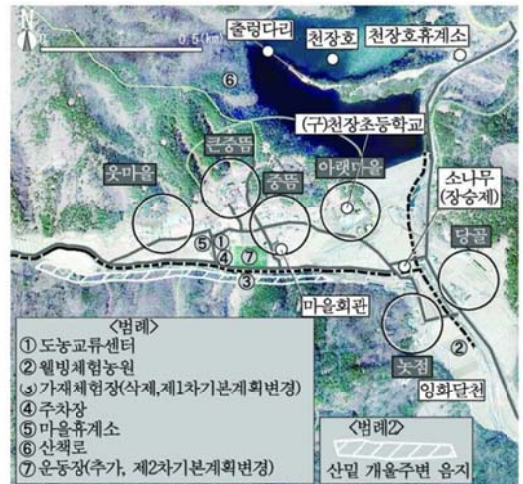 N
0 0.5(km)
출렁다리
천장호
천장호휴게소
⑥
(구)천장초등학교
큰중뜸
웃마을
중뜸
아랫마을
소나무
(장승제)
당골
⑤
①
④
⑦
③
마을회관
②
놋점
잉화달천
<범례>
① 도농교류센터
② 웰빙체험농원
③ 가재체험장(삭제,제1차기본계획변경)
④ 주차장
⑤ 마을휴게소
⑥ 산책로
⑦ 운동장(추가, 제2차기본계획변경)
<범례2>
산밑 개울주변 음지